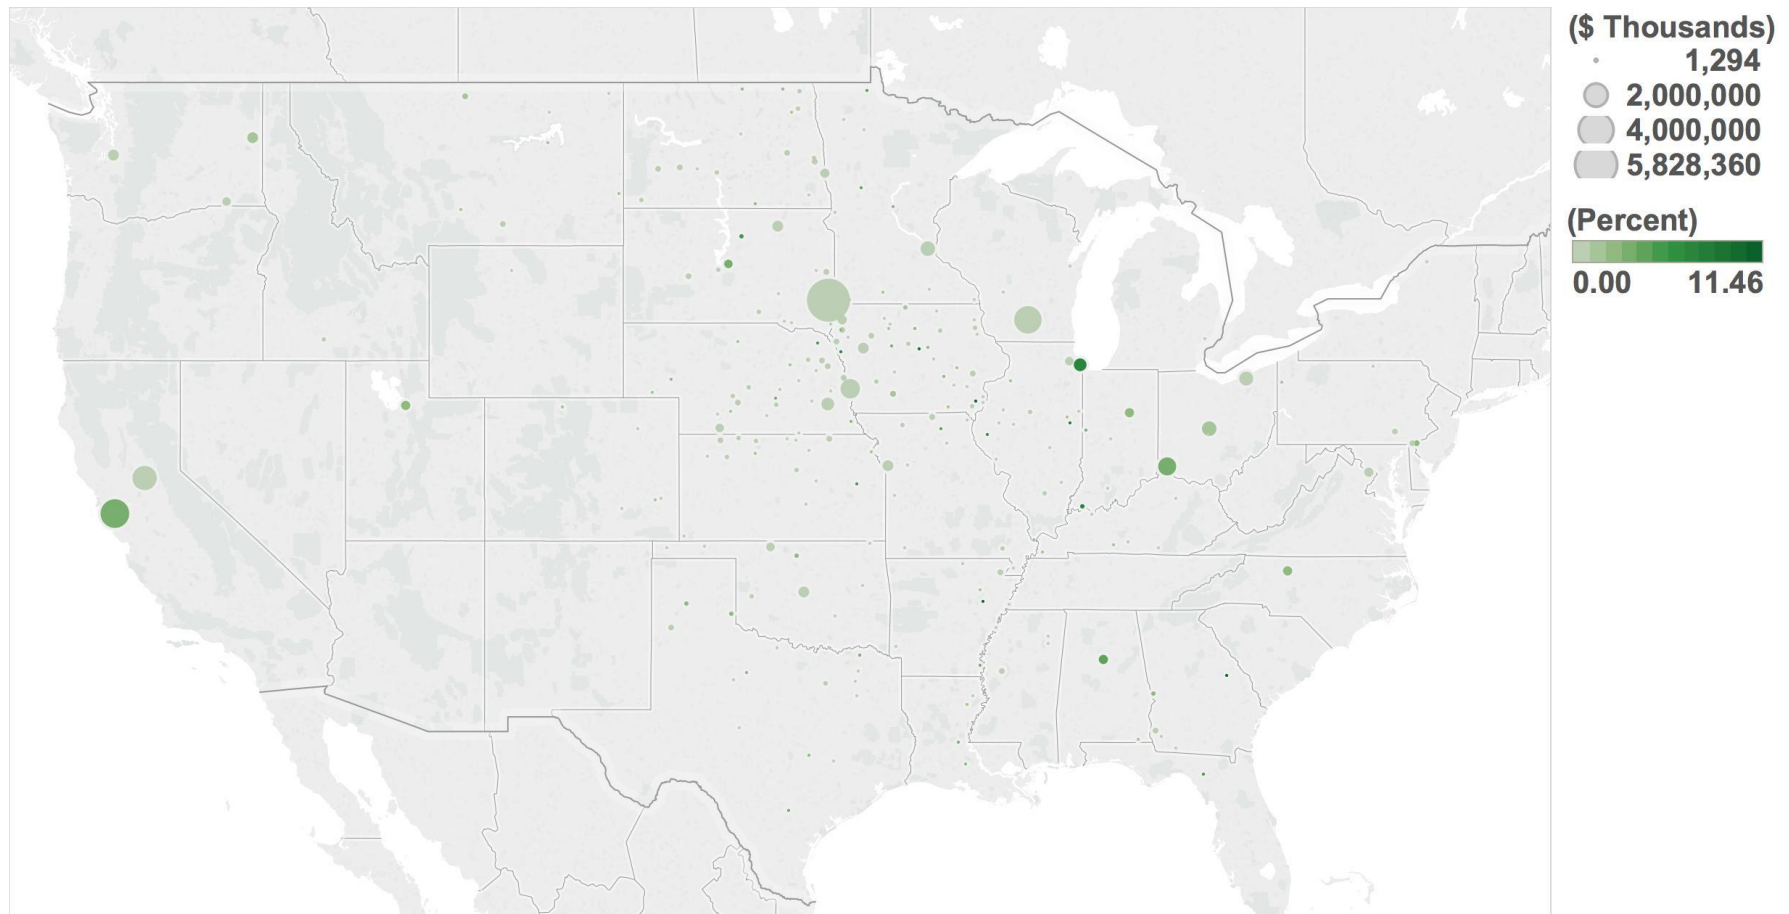 ($ Thousands)
1,294
2,000,000
4,000,000
5,828,360
(Percent)
0.00 11.46